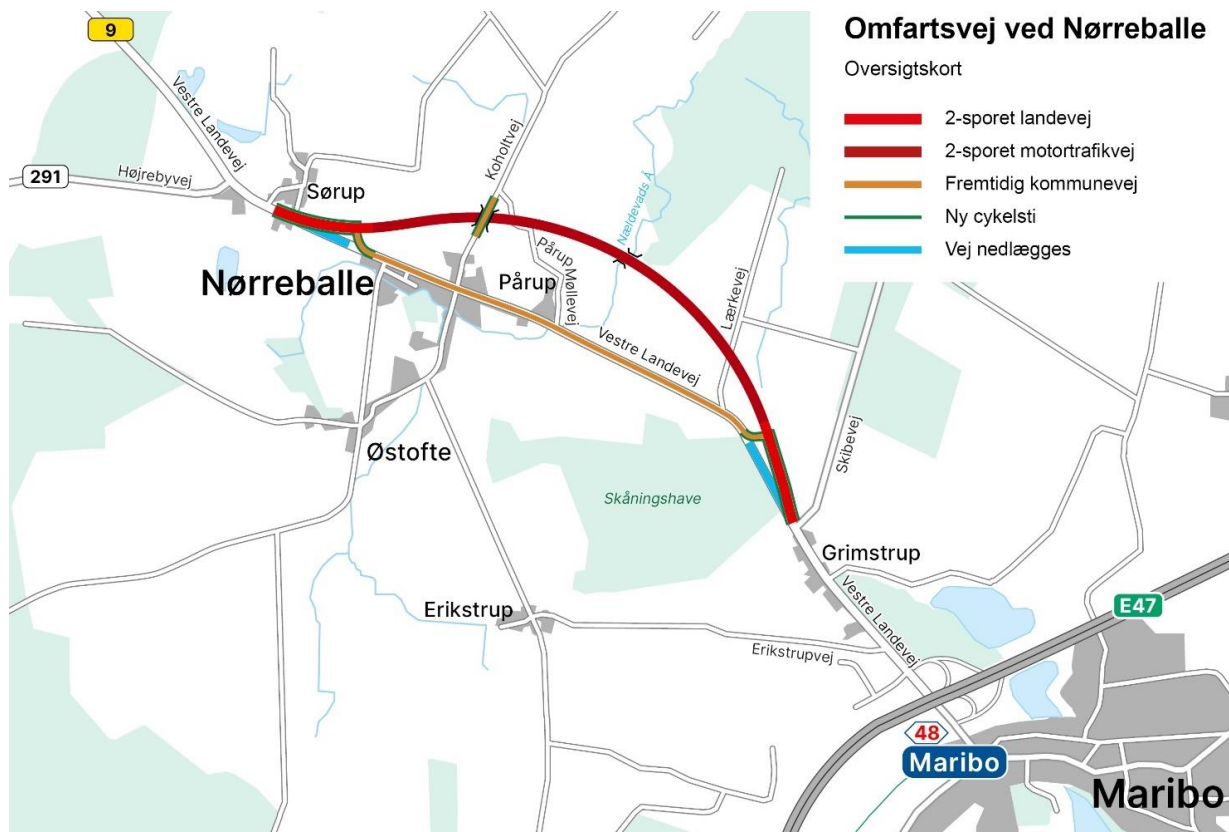 Omfartsvej ved Nørreballe
Oversigtskort
2-sporet landevej
2-sporet motortrafikvej
Fremtidig kommunevej
Ny cykelsti
Vej nedlægges
9
Vestre Landevej
Højrebyvej
291
Sørup
Koholtvej
Nældevads Å
Nørreballe
Pårup
Pårup Møllevej
Lærkevej
Vestre Landevej
Skibevej
Østofte
Skåningshave
Grimstrup
Erikstrup
Vestre Landevej
E47
Erikstrupvej
48
Maribo
Maribo